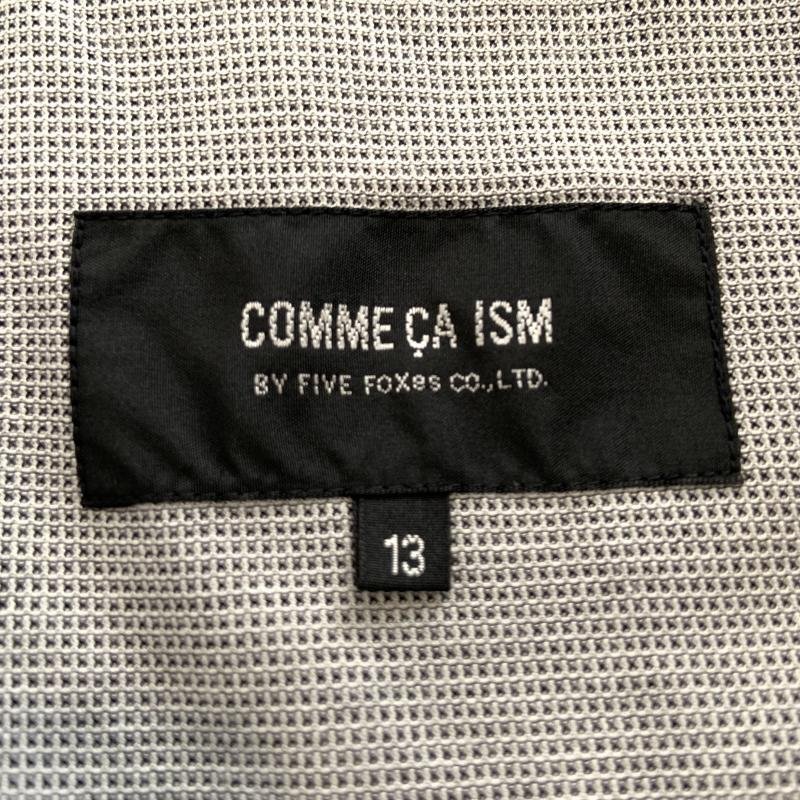 COMME ÇA ISM
BY FIVE FOXes CO.,LTD.
13